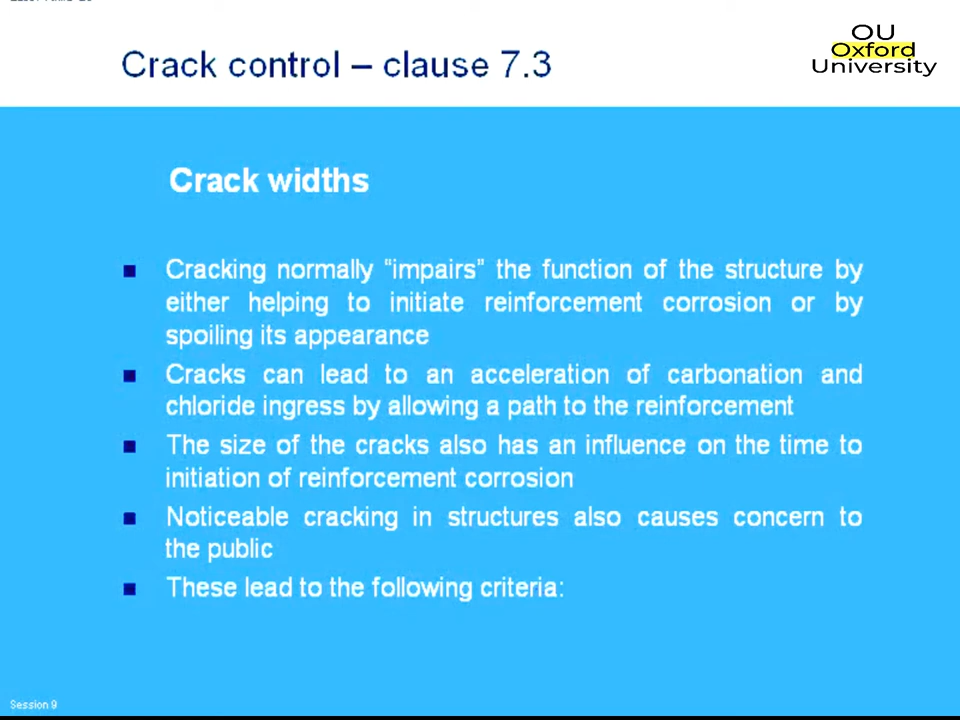 Crack control – clause 7.3
OU
Oxford
University
Crack widths
Cracking normally “impairs” the function of the structure by
either helping to initiate reinforcement corrosion or by
spoiling its appearance
Cracks can lead to an acceleration of carbonation and
chloride ingress by allowing a path to the reinforcement
The size of the cracks also has an influence on the time to
initiation of reinforcement corrosion
Noticeable cracking in structures also causes concern to
the public
These lead to the following criteria:
Session 9